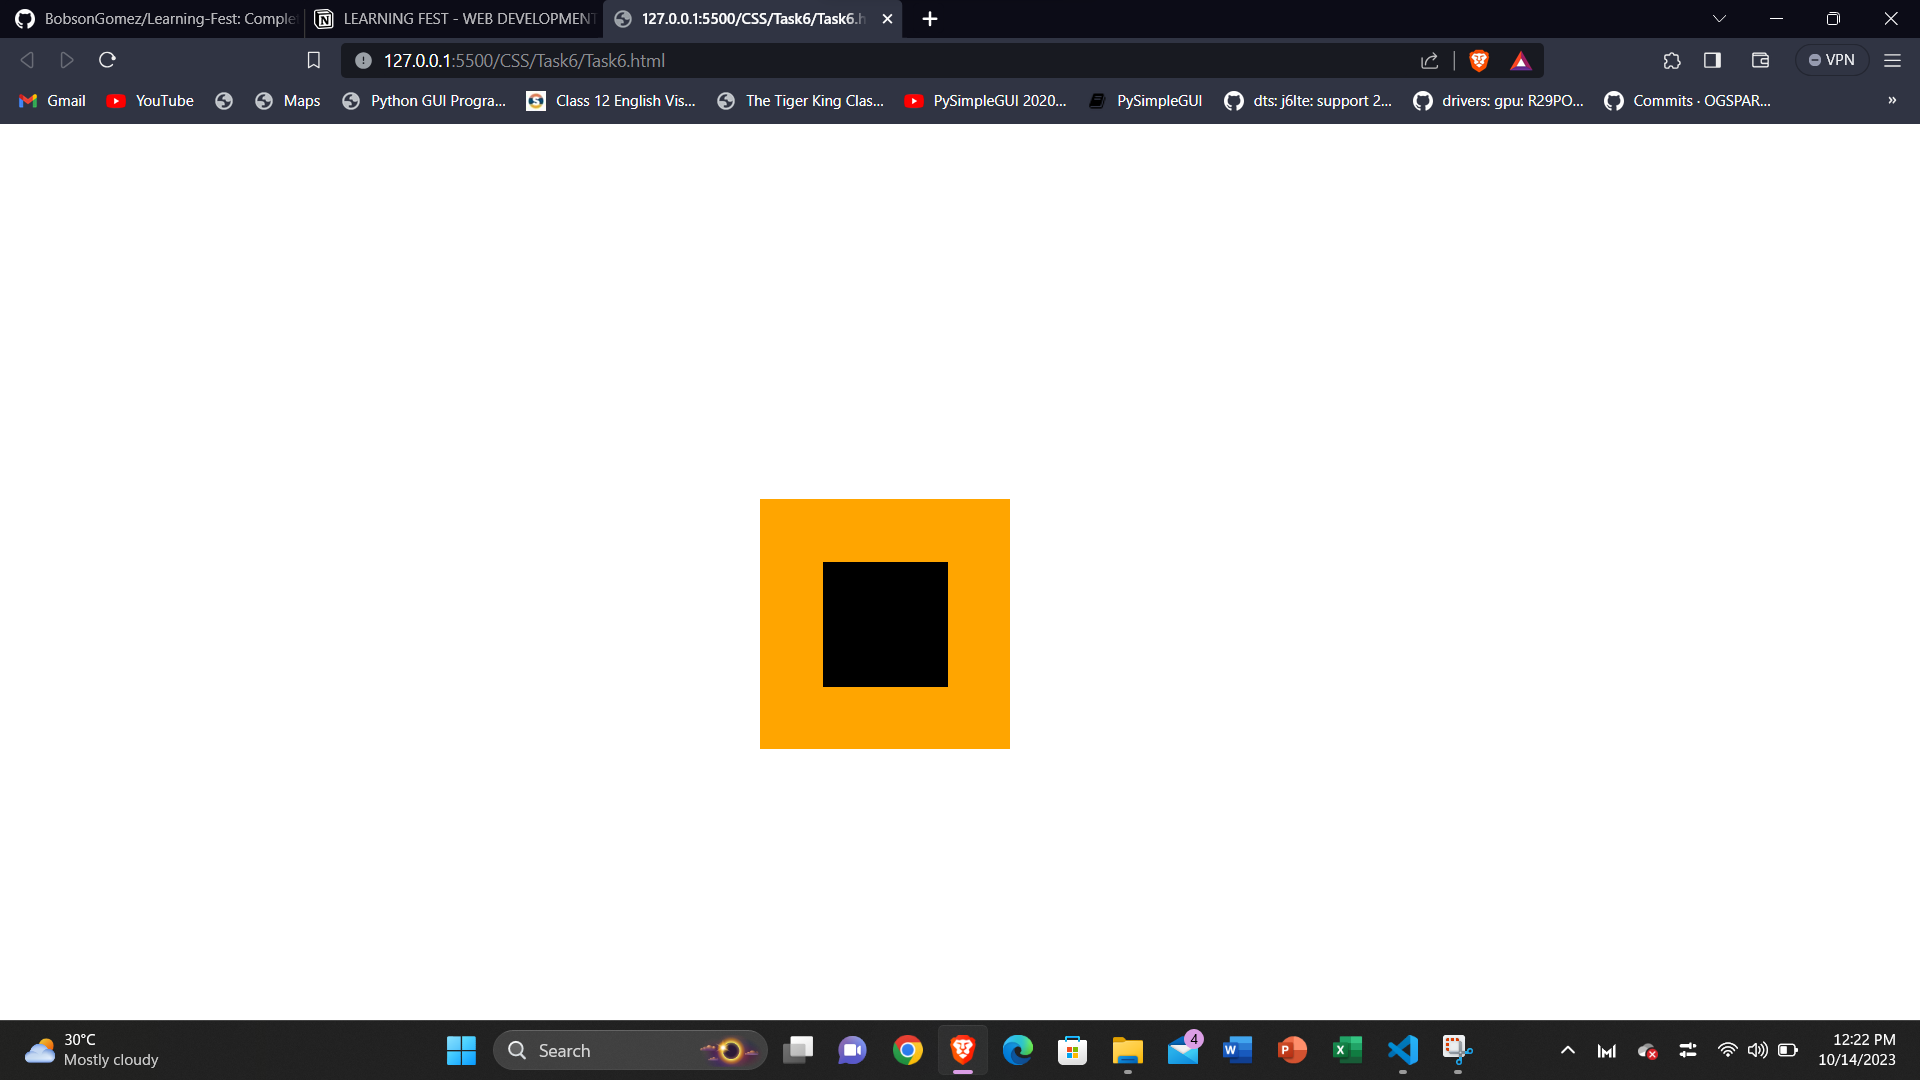 BobsonGomez/Learning-Fest: Comple
LEARNING FEST - WEB DEVELOPMENT
127.0.0.1:5500/CSS/Task6/Task6.h
127.0.0.1:5500/CSS/Task6/Task6.html
VPN
Gmail
YouTube
Maps
Python GUI Progra...
Class 12 English Vis...
The Tiger King Clas...
PySimpleGUI 2020...
PySimpleGUI
dts: j6lte: support 2...
drivers: gpu: R29PO...
Commits · OGSPAR...
»
30°C
Mostly cloudy
Search
4
12:22 PM
10/14/2023